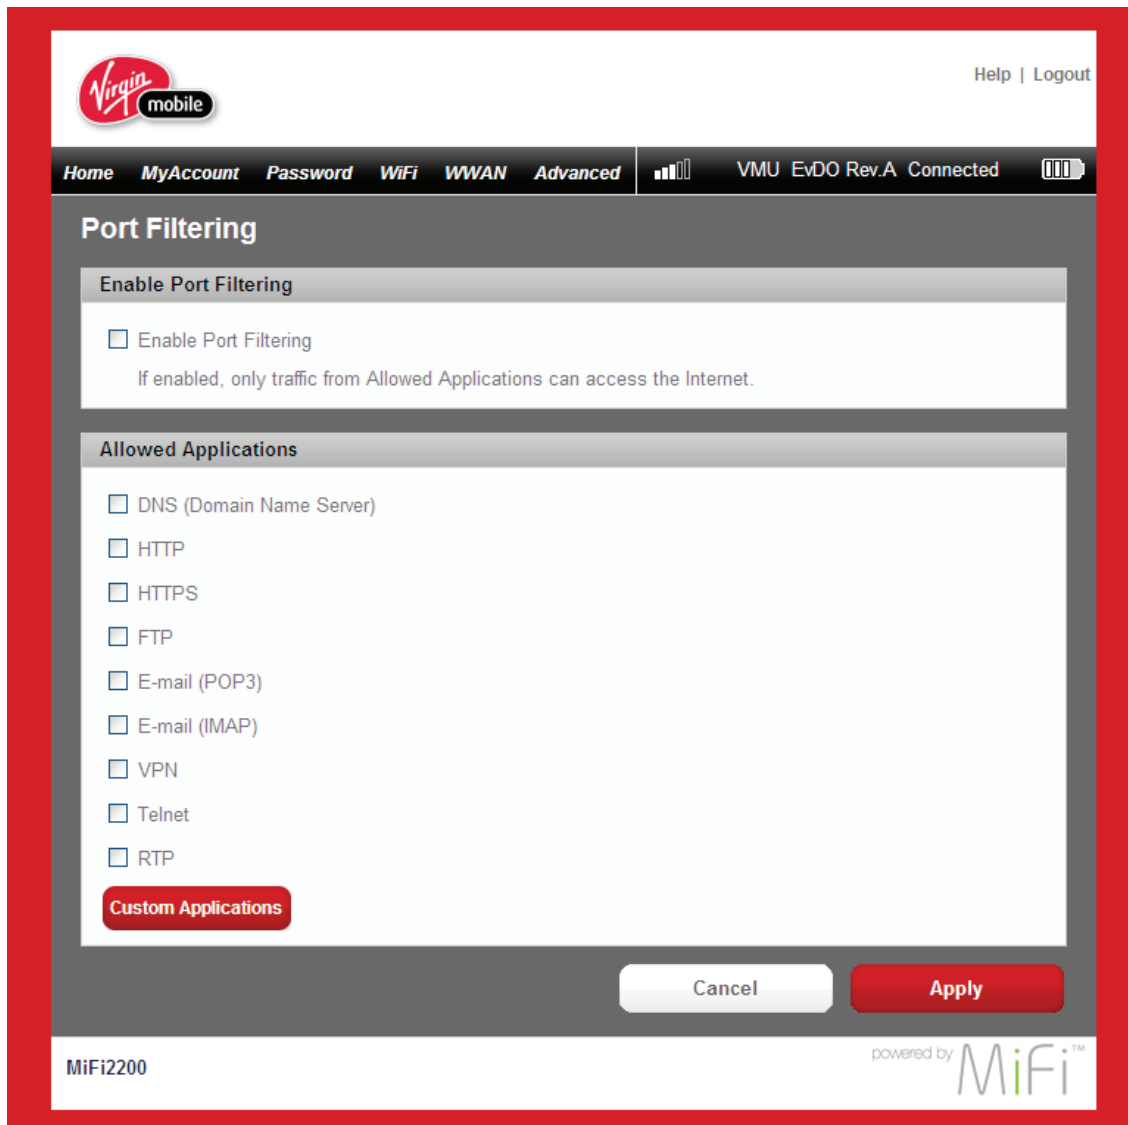 Virgin
mobile
Help | Logout
Home MyAccount Password WiFi WWAN Advanced VMU EvDO Rev.A Connected
Port Filtering
Enable Port Filtering
Enable Port Filtering
If enabled, only traffic from Allowed Applications can access the Internet.
Allowed Applications
DNS (Domain Name Server)
HTTP
HTTPS
FTP
E-mail (POP3)
E-mail (IMAP)
VPN
Telnet
RTP
Custom Applications
Cancel Apply
MiFi2200 powered by MiFi™